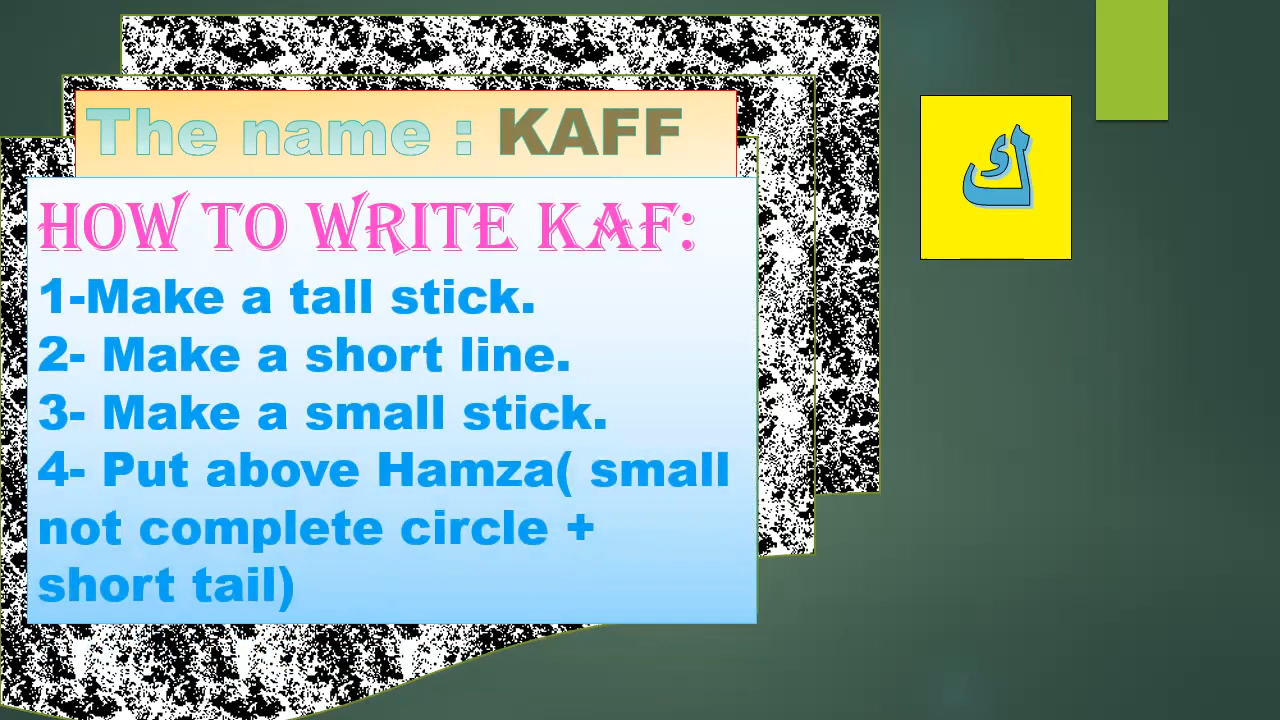 The name : KAFF
HOW TO WRITE KAF:
1-Make a tall stick.
2- Make a short line.
3- Make a small stick.
4- Put above Hamza( small
not complete circle +
short tail)
ك